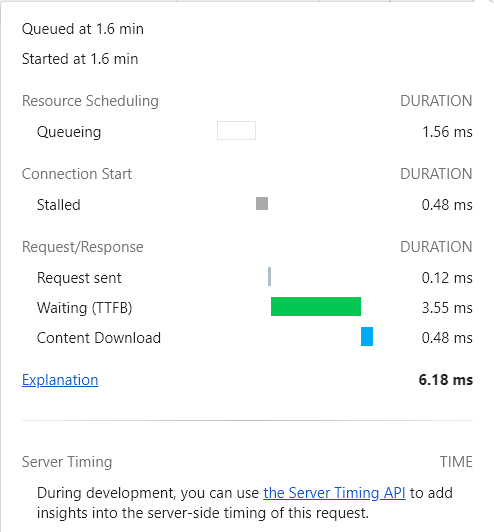 Queued at 1.6 min
Started at 1.6 min
Resource Scheduling DURATION
Queueing 1.56 ms
Connection Start DURATION
Stalled 0.48 ms
Request/Response DURATION
Request sent 0.12 ms
Waiting (TTFB) 3.55 ms
Content Download 0.48 ms
Explanation 6.18 ms
Server Timing TIME
During development, you can use the Server Timing API to add
insights into the server-side timing of this request.